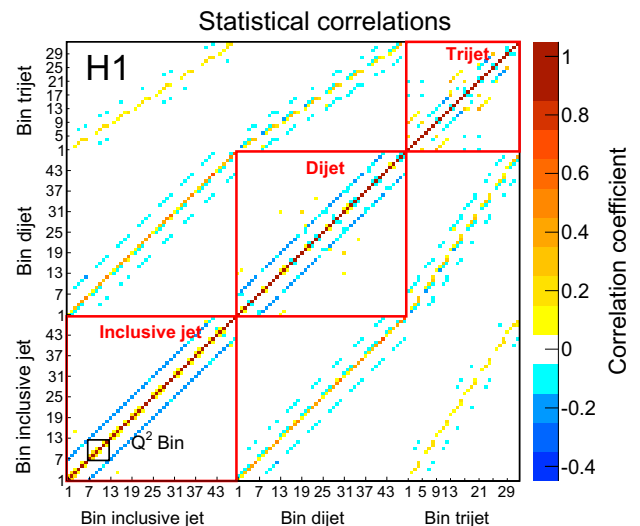 Statistical correlations
H1
Trijet
Dijet
Inclusive jet
Q² Bin
Bin trijet
29
25
21
17
13
9
5
1
Bin dijet
43
37
31
25
19
13
7
1
Bin inclusive jet
43
37
31
25
19
13
7
1
1 7 13 19 25 31 37 43
1 7 13 19 25 31 37 43
1 5 9 13 21 29
Bin inclusive jet
Bin dijet
Bin trijet
1
0.8
0.6
0.4
0.2
0
-0.2
-0.4
Correlation coefficient